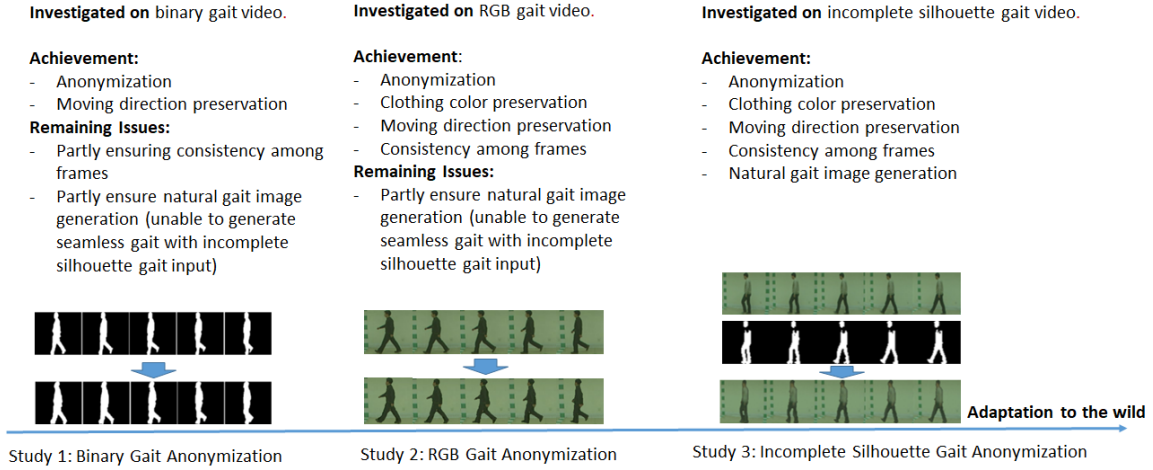 Investigated on binary gait video.
Achievement:
- Anonymization
- Moving direction preservation
Remaining Issues:
- Partly ensuring consistency among
frames
- Partly ensure natural gait image
generation (unable to generate
seamless gait with incomplete
silhouette gait input)
Study 1: Binary Gait Anonymization
Investigated on RGB gait video.
Achievement:
- Anonymization
- Clothing color preservation
- Moving direction preservation
- Consistency among frames
Remaining Issues:
- Partly ensure natural gait image
generation (unable to generate
seamless gait with incomplete
silhouette gait input)
Study 2: RGB Gait Anonymization
Investigated on incomplete silhouette gait video.
Achievement:
- Anonymization
- Clothing color preservation
- Moving direction preservation
- Consistency among frames
- Natural gait image generation
Adaptation to the wild
Study 3: Incomplete Silhouette Gait Anonymization